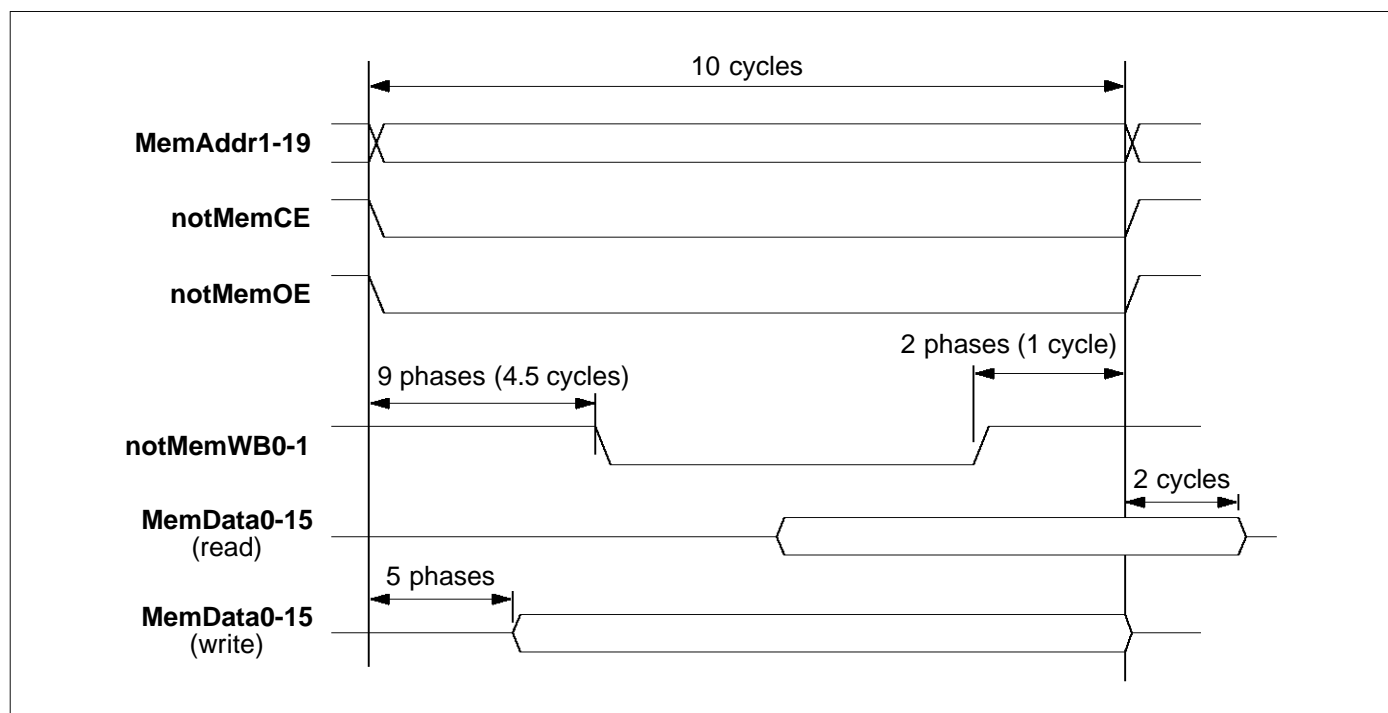 10 cycles
MemAddr1-19
notMemCE
notMemOE
2 phases (1 cycle)
9 phases (4.5 cycles)
notMemWB0-1
2 cycles
MemData0-15
(read)
5 phases
MemData0-15
(write)